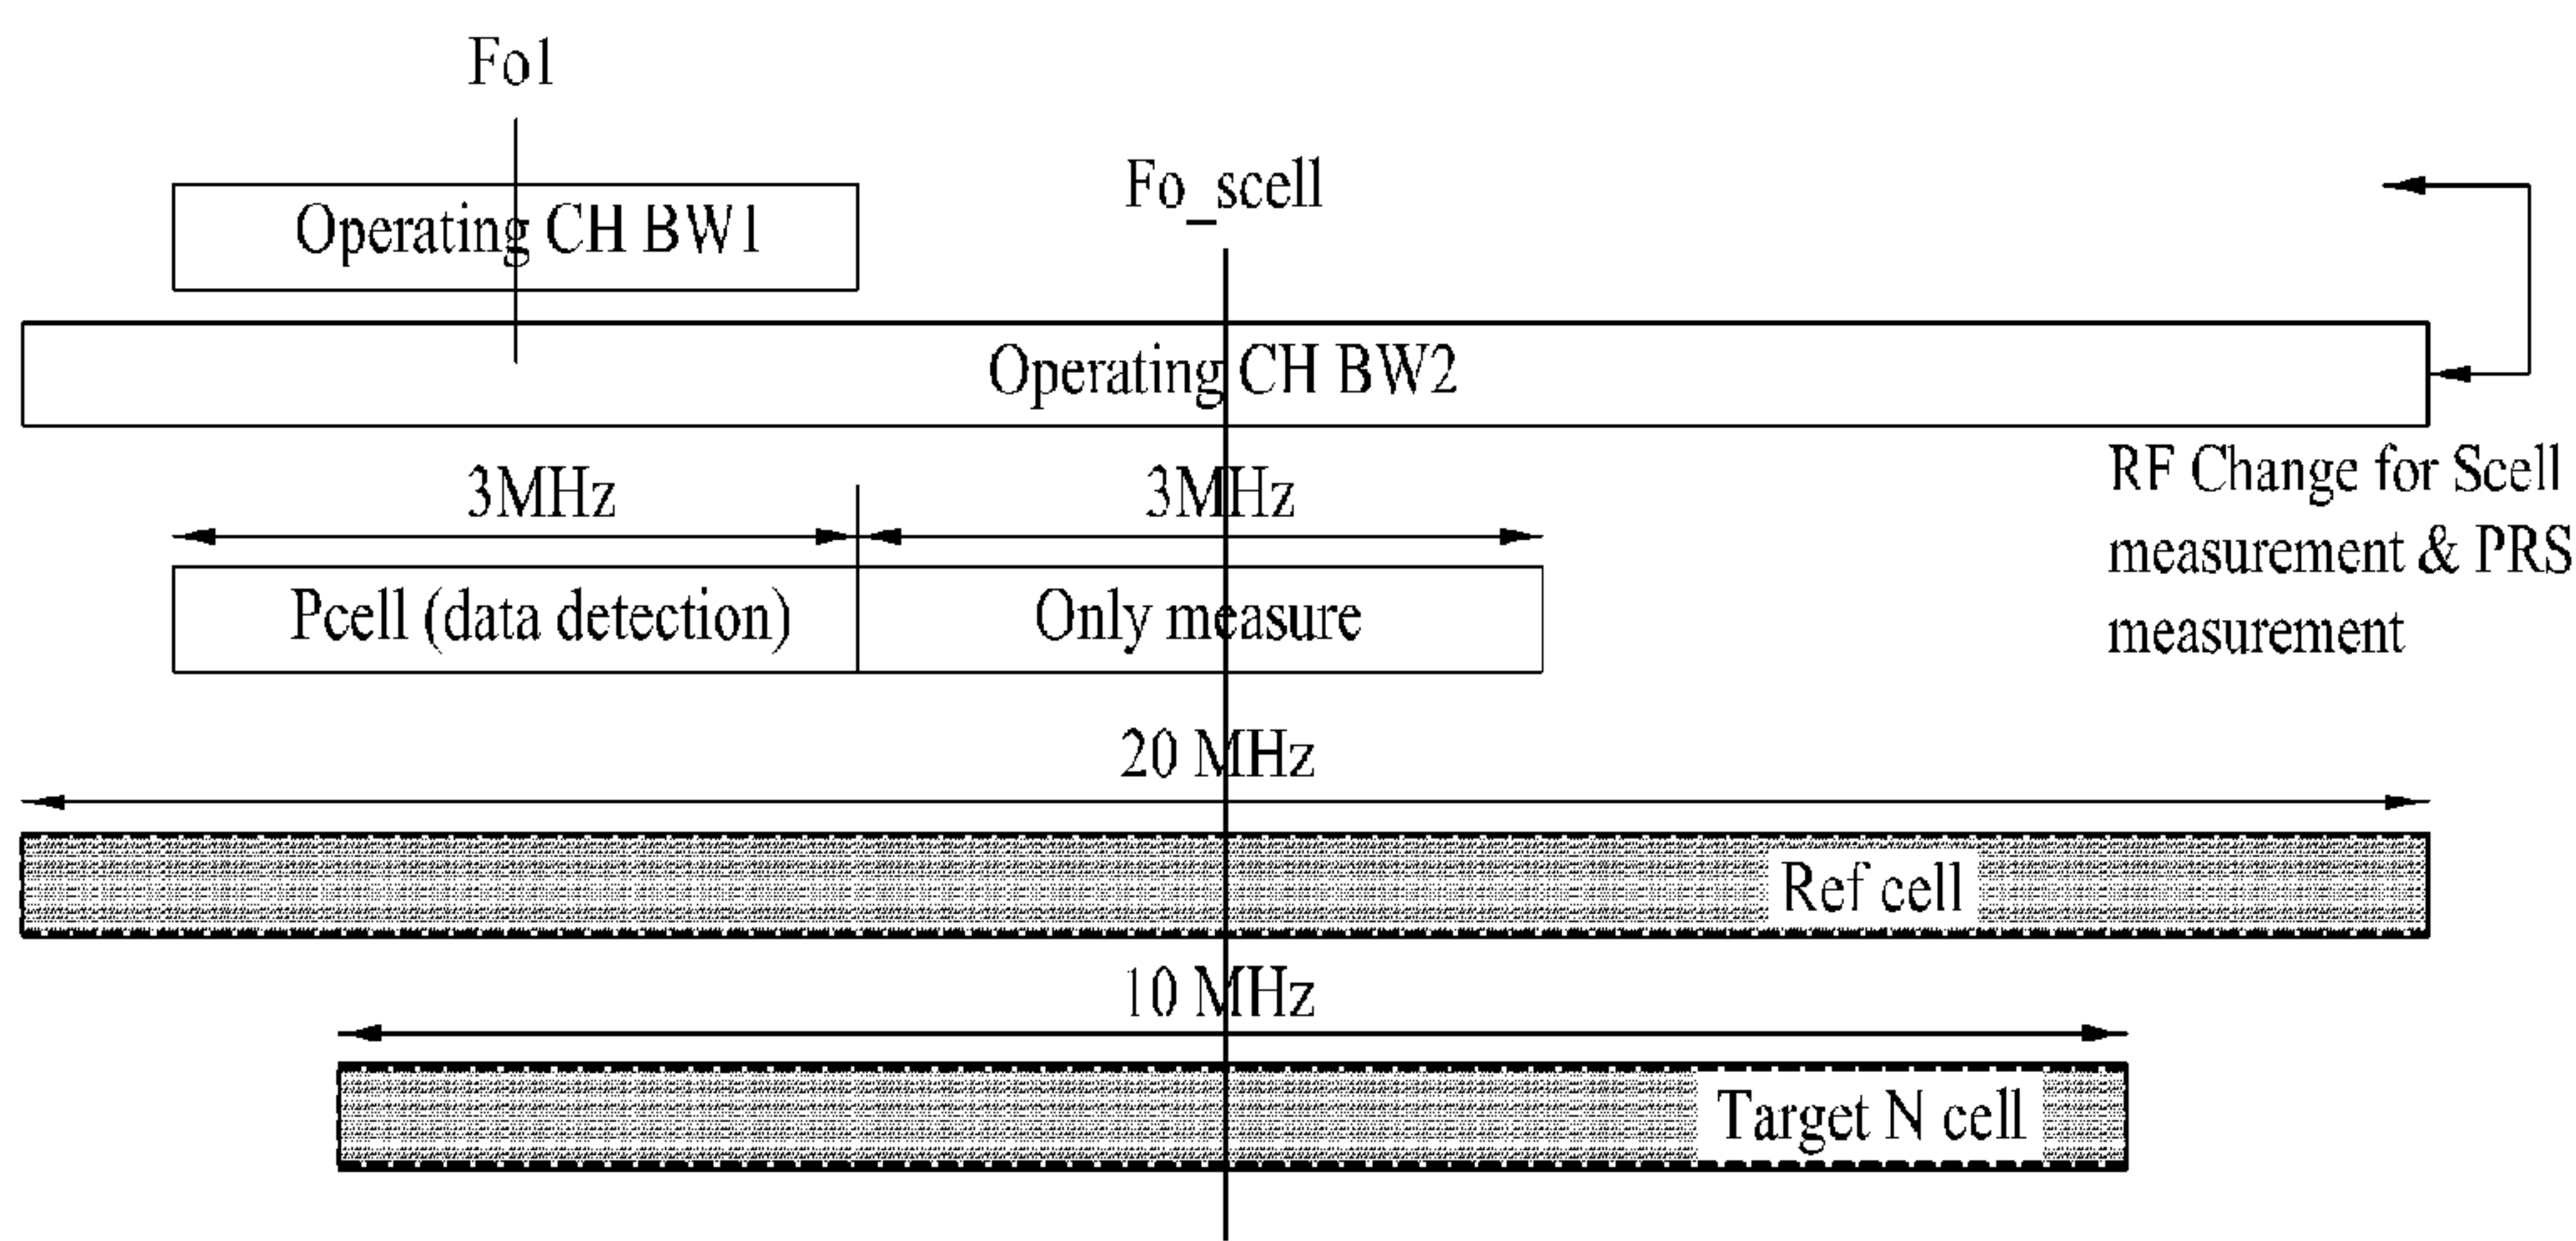 Fo1
Fo_scell
Operating CH BW1
Operating CH BW2
3MHz
3MHz
RF Change for Scell
measurement & PRS
measurement
Pcell (data detection)
Only measure
20 MHz
Ref cell
10 MHz
Target N cell